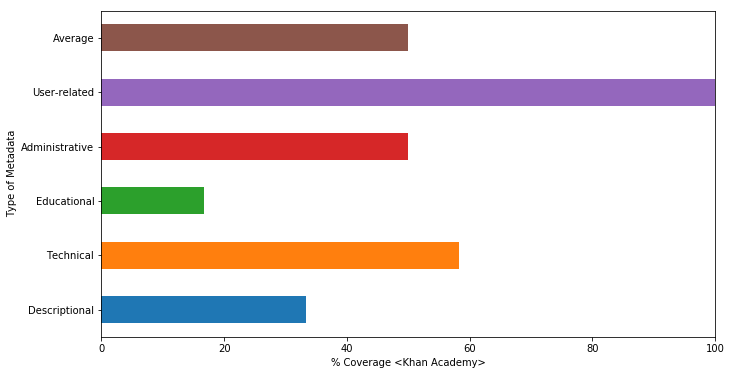 Type of Metadata
Average
User-related
Administrative
Educational
Technical
Descriptional
0 20 40 60 80 100
% Coverage <Khan Academy>